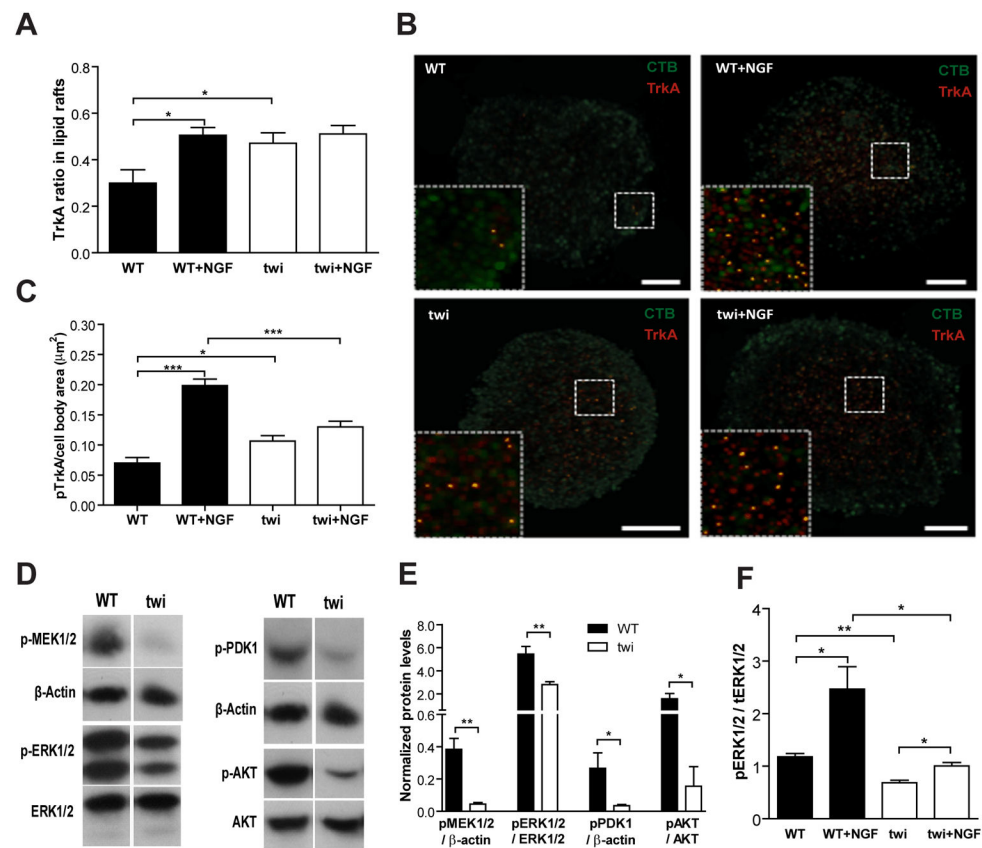 A
TrkA ratio in lipid rafts
0.8
0.6
0.4
0.2
0.0
*
*
WT WT+NGF twi twi+NGF
B
WT
CTB
TrkA
WT+NGF
CTB
TrkA
twi
CTB
TrkA
twi+NGF
CTB
TrkA
C
pTrkA/cell body area (μm²)
0.30
0.25
0.20
0.15
0.10
0.05
0.00
***
*
***
WT WT+NGF twi twi+NGF
D
WT twi
p-MEK1/2
β-Actin
p-ERK1/2
ERK1/2
WT twi
p-PDK1
β-Actin
p-AKT
AKT
E
Normalized protein levels
8.0
6.0
4.0
2.0
0.4
0.2
0.0
WT
twi
**
**
*
*
pMEK1/2 / β-actin
pERK1/2 / ERK1/2
pPDK1 / β-actin
pAKT / AKT
F
pERK1/2 / tERK1/2
4
3
2
1
0
*
**
*
*
WT WT+NGF twi twi+NGF